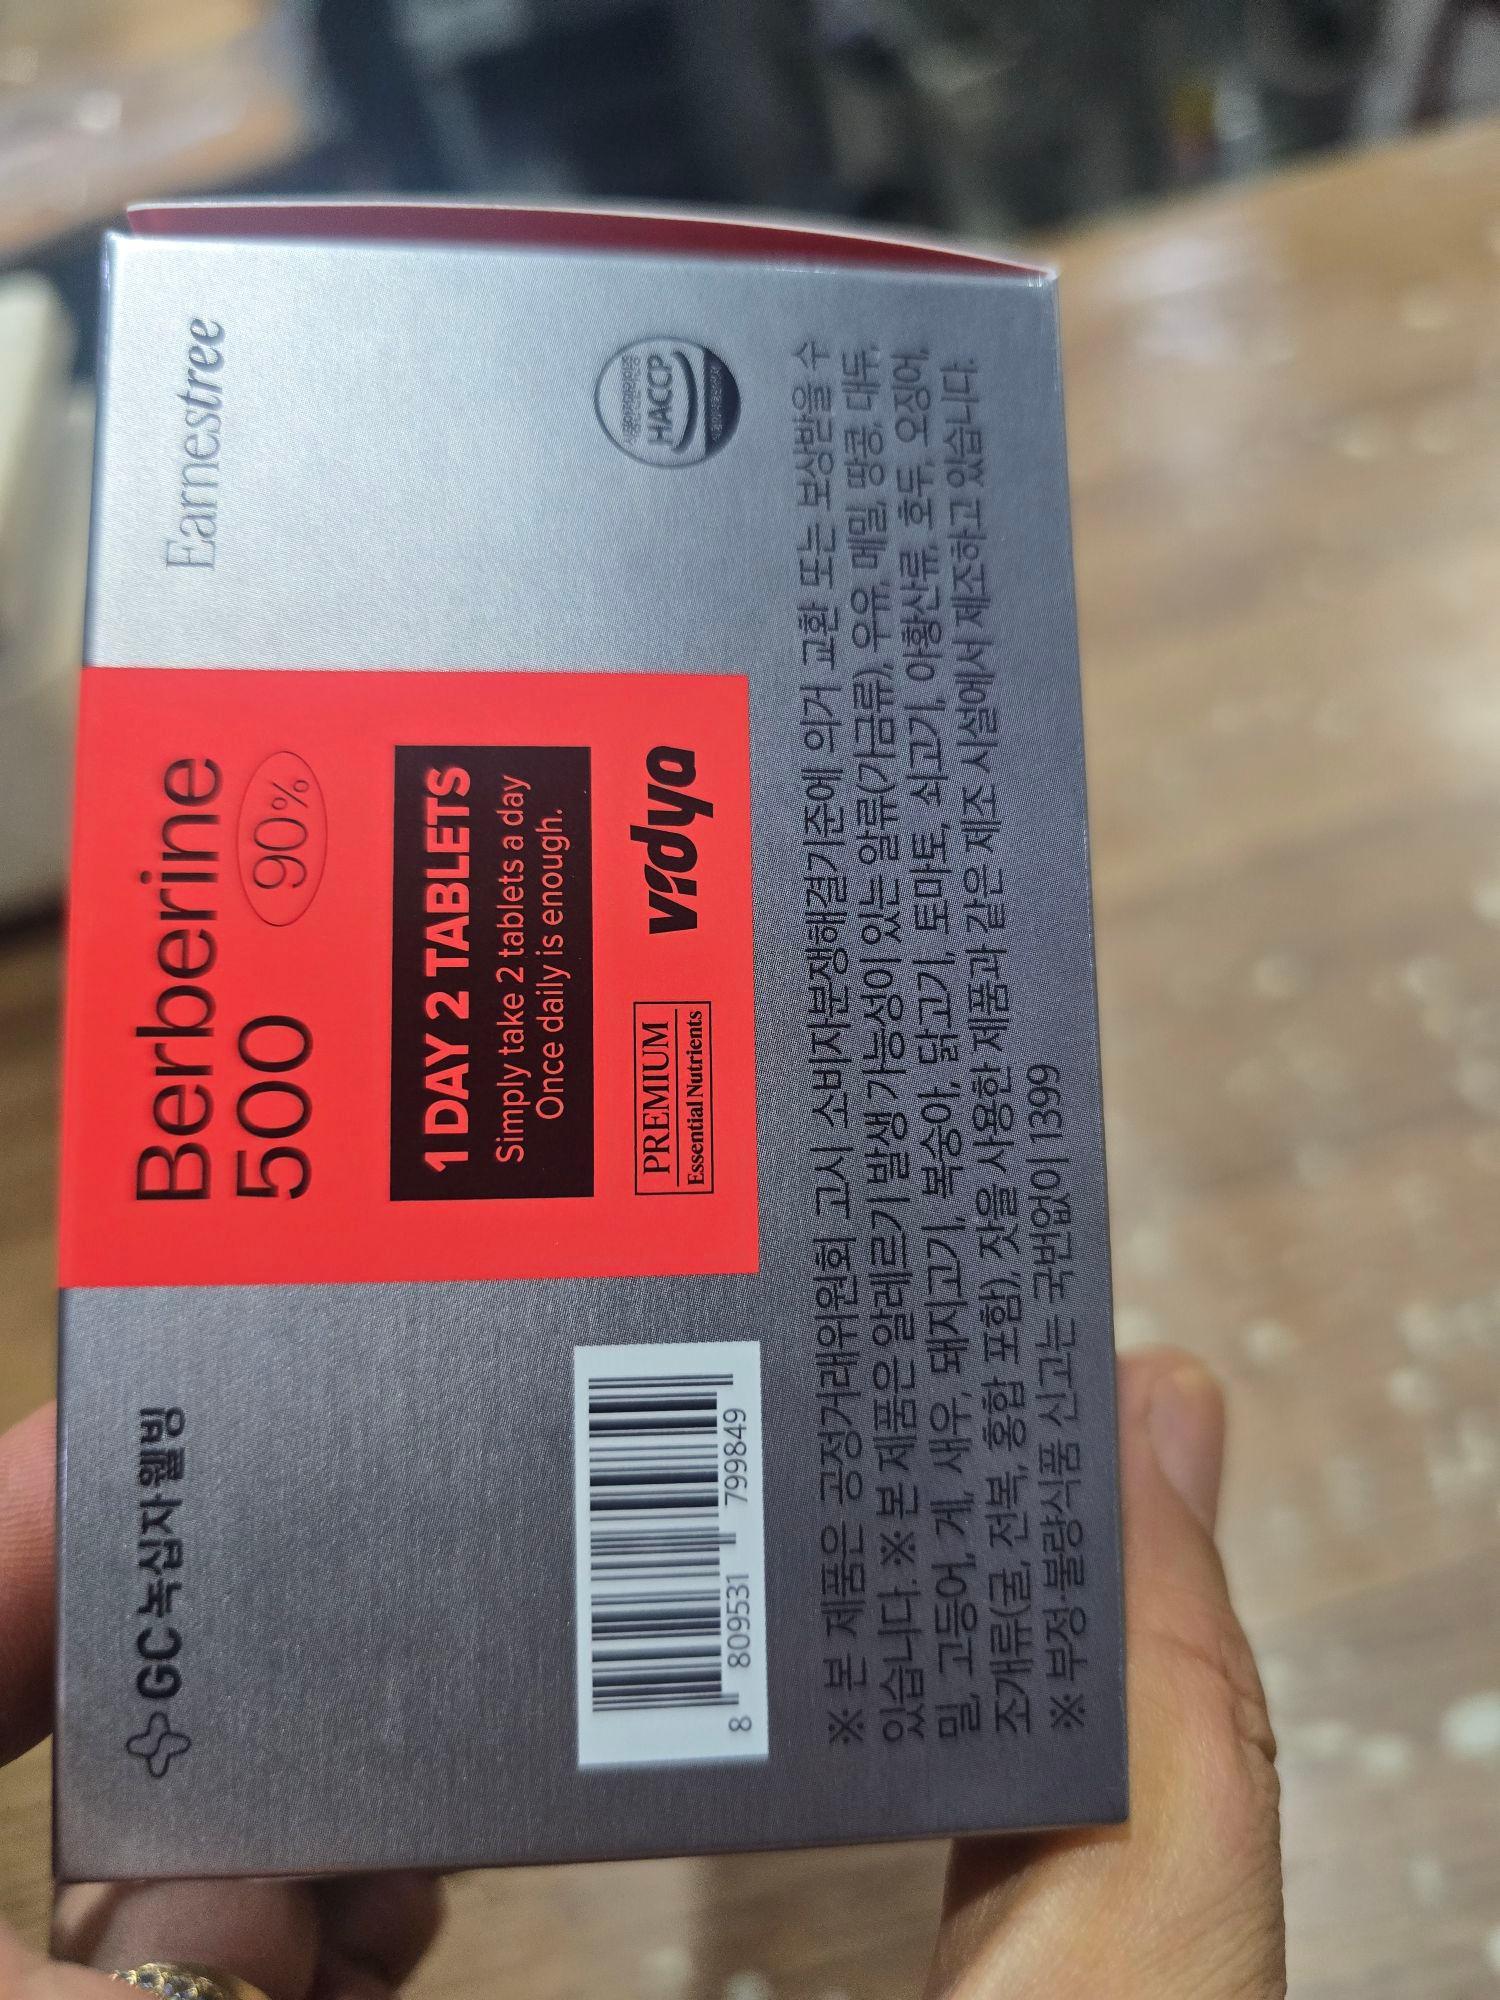 GC녹십자웰빙
Earnestree
Berberine
500 90%
1 DAY 2 TABLETS
Simply take 2 tablets a day
Once daily is enough.
PREMIUM
Essential Nutrients
vidya
HACCP
8 809531 799849
※ 본 제품은 공정거래위원회 고시 소비자분쟁해결기준에 의거 교환 또는 보상받을 수
있습니다. ※ 본 제품은 알레르기 발생 가능성이 있는 알류(가금류), 우유, 메밀, 땅콩, 대두,
밀, 고등어, 게, 새우, 돼지고기, 복숭아, 닭고기, 토마토, 쇠고기, 아황산류, 호두, 오징어,
조개류(굴, 전복, 홍합 포함), 잣을 사용한 제품과 같은 제조 시설에서 제조하고 있습니다.
※ 부정·불량식품 신고는 국번없이 1399